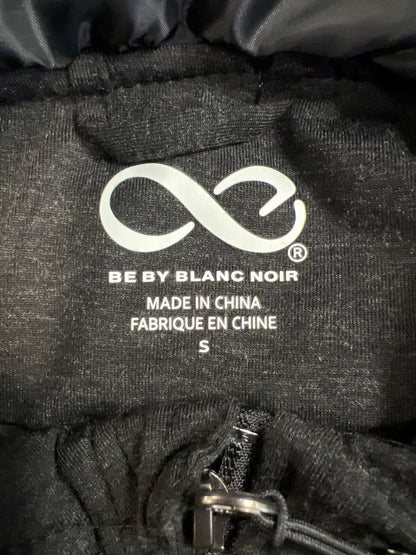 ®
BE BY BLANC NOIR
MADE IN CHINA
FABRIQUE EN CHINE
S